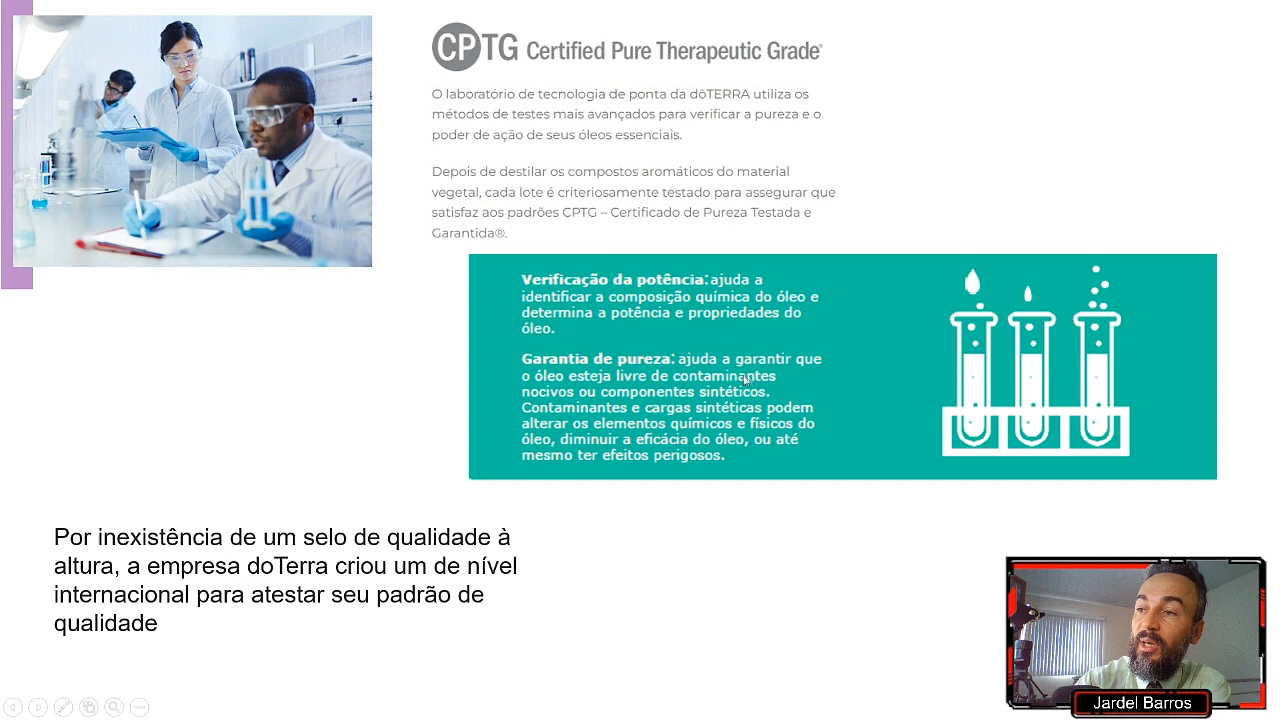 CPTG Certified Pure Therapeutic Grade®
O laboratório de tecnologia de ponta da dōTERRA utiliza os
métodos de testes mais avançados para verificar a pureza e o
poder de ação de seus óleos essenciais.
Depois de destilar os compostos aromáticos do material
vegetal, cada lote é criteriosamente testado para assegurar que
satisfaz aos padrões CPTG – Certificado de Pureza Testada e
Garantida®.
Verificação da potência: ajuda a
identificar a composição química do óleo e
determina a potência e propriedades do
óleo.
Garantia de pureza: ajuda a garantir que
o óleo esteja livre de contaminantes
nocivos ou componentes sintéticos.
Contaminantes e cargas sintéticas podem
alterar os elementos químicos e físicos do
óleo, diminuir a eficácia do óleo, ou até
mesmo ter efeitos perigosos.
Por inexistência de um selo de qualidade à
altura, a empresa doTerra criou um de nível
internacional para atestar seu padrão de
qualidade
Jardel Barros